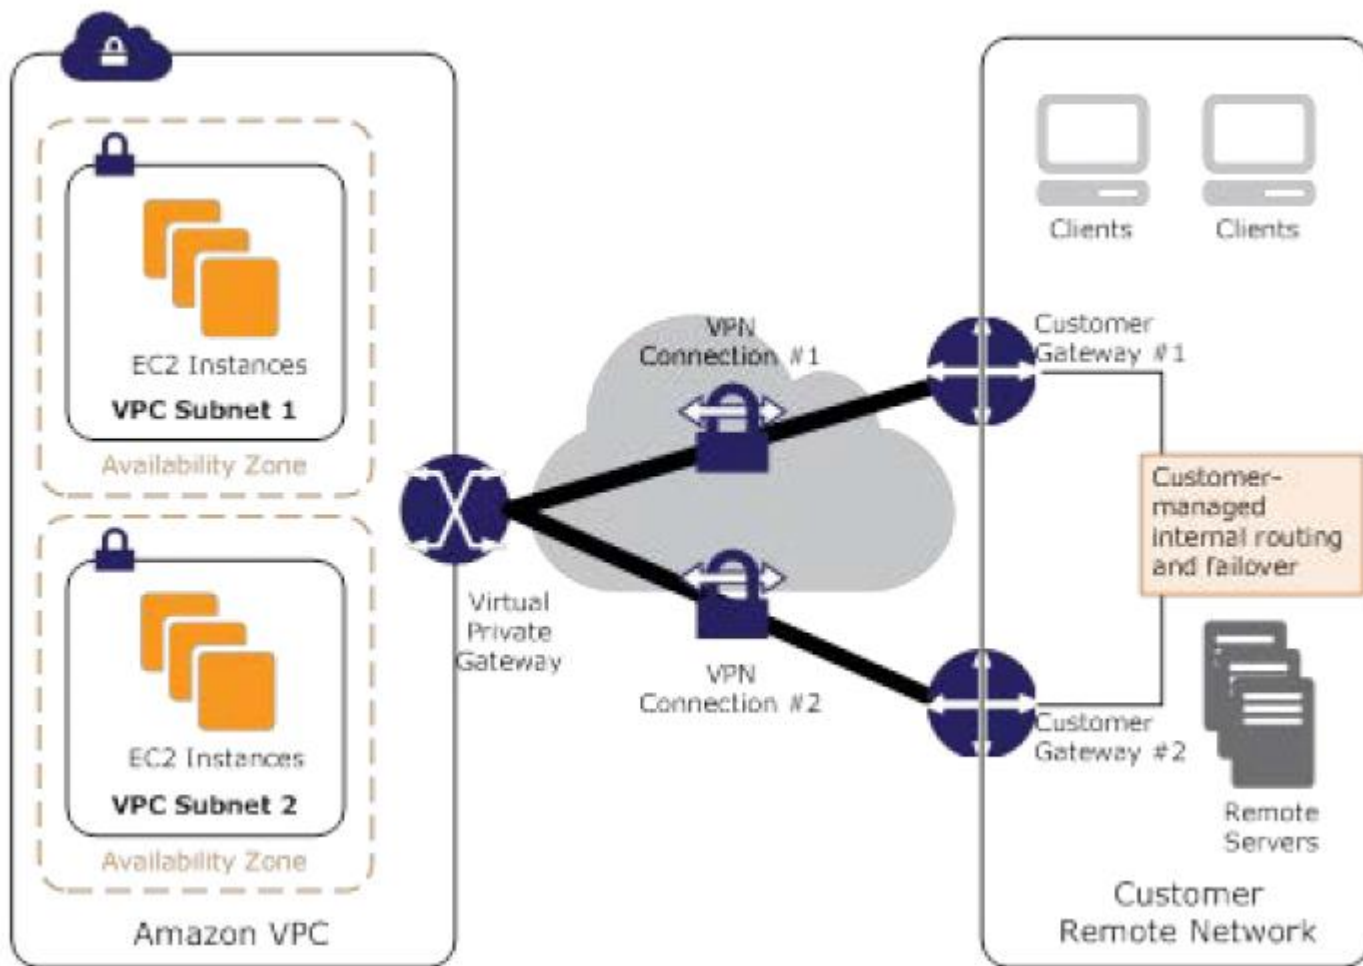 EC2 Instances
VPC Subnet 1
Availability Zone
EC2 Instances
VPC Subnet 2
Availability Zone
Amazon VPC
Virtual
Private
Gateway
VPN
Connection #1
VPN
Connection #2
Clients
Clients
Customer
Gateway #1
Customer-
managed
internal routing
and failover
Customer
Gateway #2
Remote
Servers
Customer
Remote Network